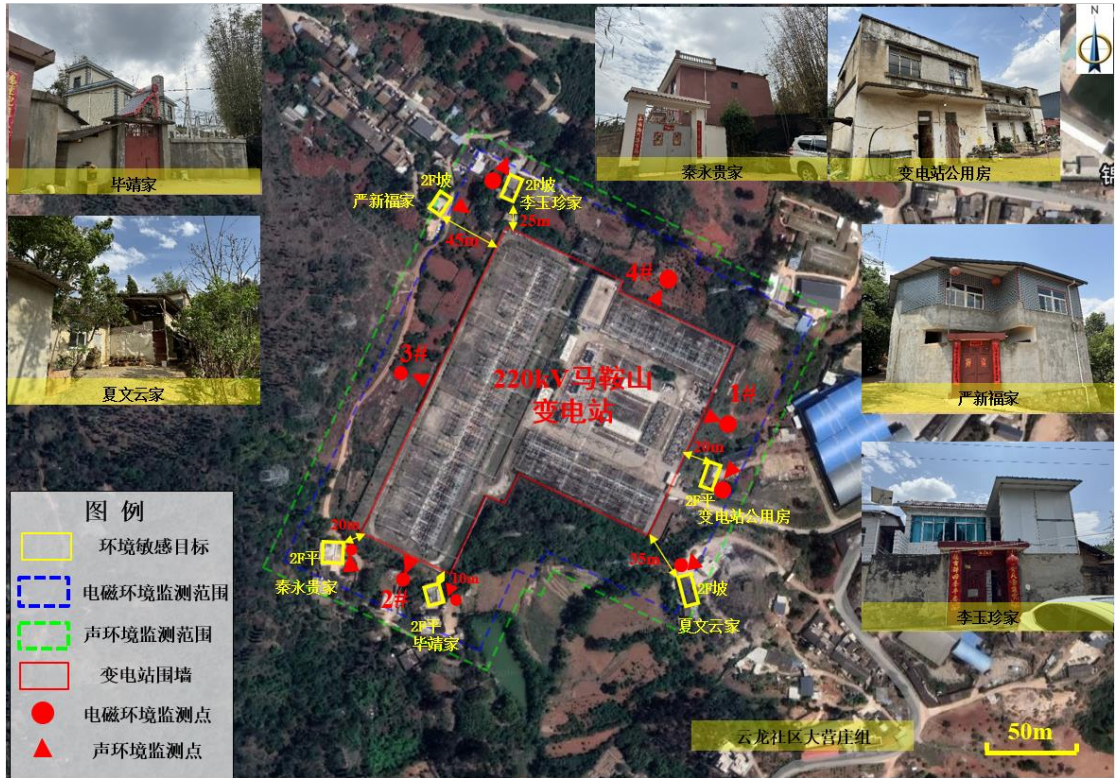 N
毕靖家
秦永贵家
变电站公用房
夏文云家
严新福家
李玉珍家
2F坡
严新福家
2F坡
李玉珍家
25m
45m
4#
3#
220kV马鞍山
变电站
1#
20m
2F平
变电站公用房
20m
2F平
秦永贵家
2#
10m
2F平
毕靖家
35m
2F坡
夏文云家
图 例
环境敏感目标
电磁环境监测范围
声环境监测范围
变电站围墙
电磁环境监测点
声环境监测点
云龙社区大营庄组
50m